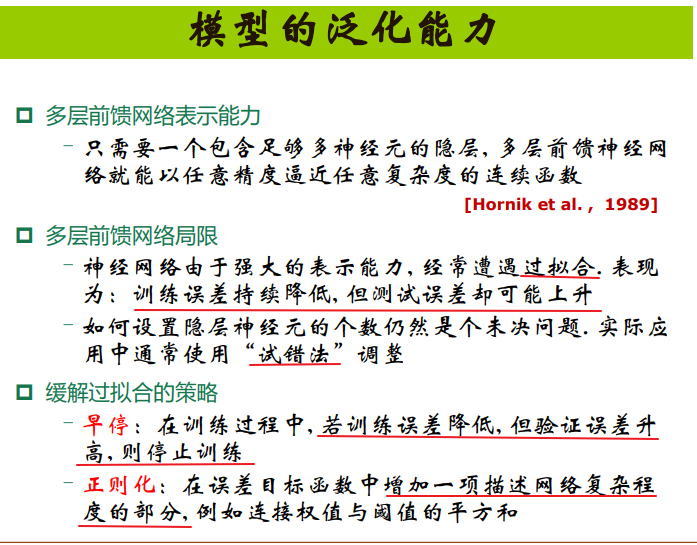 模型的泛化能力
多层前馈网络表示能力
－ 只需要一个包含足够多神经元的隐层, 多层前馈神经网
络就能以任意精度逼近任意复杂度的连续函数
[Hornik et al. , 1989]
多层前馈网络局限
－ 神经网络由于强大的表示能力, 经常遭遇过拟合. 表现
为: 训练误差持续降低, 但测试误差却可能上升
－ 如何设置隐层神经元的个数仍然是个未决问题. 实际应
用中通常使用“试错法”调整
缓解过拟合的策略
－ 早停: 在训练过程中, 若训练误差降低, 但验证误差升
高, 则停止训练
－ 正则化: 在误差目标函数中增加一项描述网络复杂程
度的部分, 例如连接权值与阈值的平方和